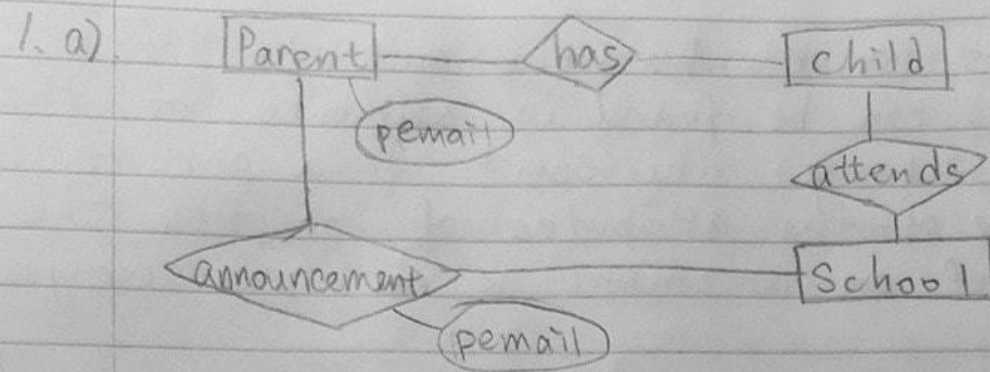 1. a) Parent has child
pemail
attends
announcement School
pemail